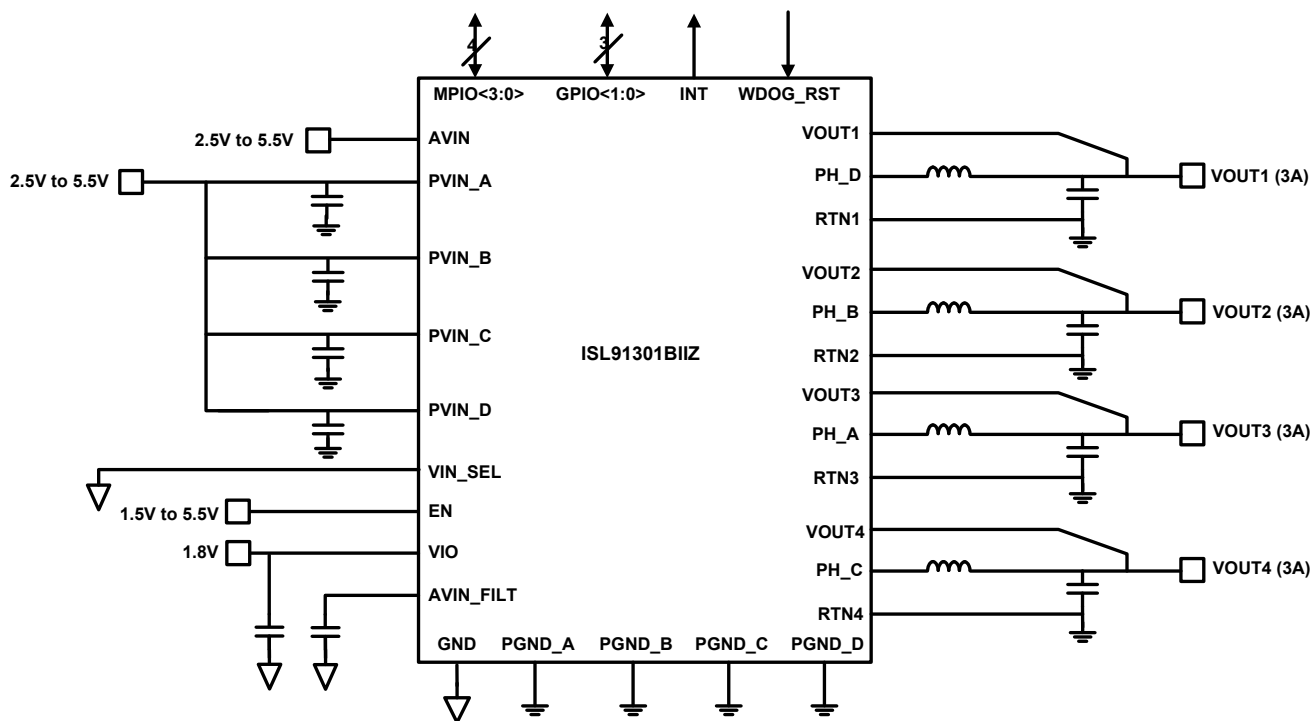 4
3
MPIO<3:0>
GPIO<1:0>
INT
WDOG_RST
2.5V to 5.5V
AVIN
2.5V to 5.5V
PVIN_A
PVIN_B
PVIN_C
PVIN_D
VIN_SEL
1.5V to 5.5V
EN
1.8V
VIO
AVIN_FILT
ISL91301BIIZ
VOUT1
PH_D
VOUT1 (3A)
RTN1
VOUT2
PH_B
VOUT2 (3A)
RTN2
VOUT3
PH_A
VOUT3 (3A)
RTN3
VOUT4
PH_C
VOUT4 (3A)
RTN4
GND
PGND_A
PGND_B
PGND_C
PGND_D